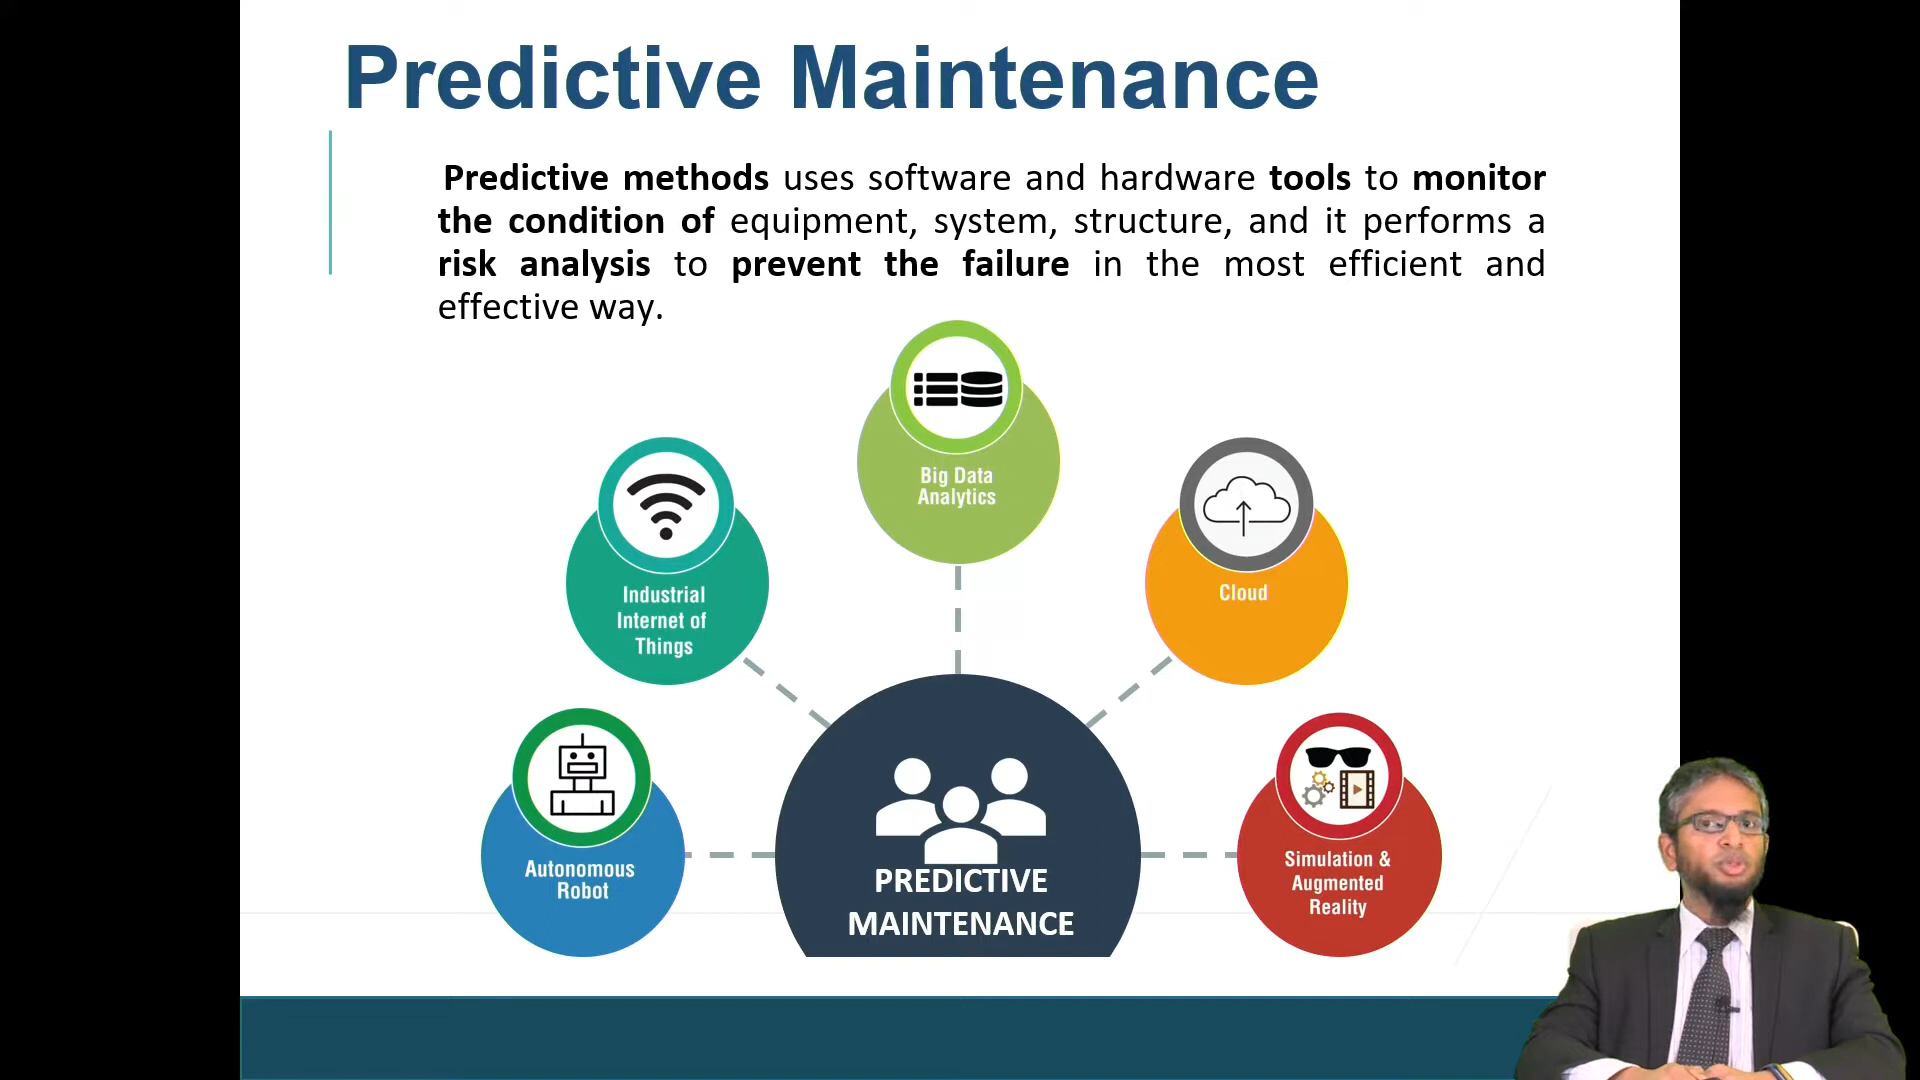 Predictive Maintenance
Predictive methods uses software and hardware tools to monitor
the condition of equipment, system, structure, and it performs a
risk analysis to prevent the failure in the most efficient and
effective way.
Big Data
Analytics
Industrial
Internet of
Things
Cloud
Autonomous
Robot
PREDICTIVE
MAINTENANCE
Simulation &
Augmented
Reality